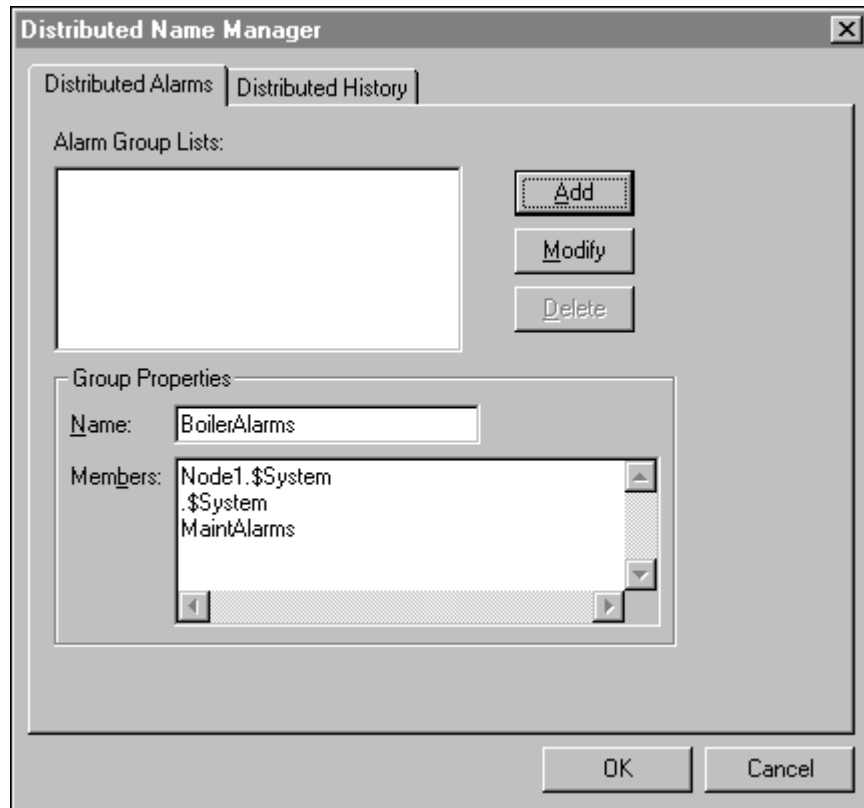 Distributed Name Manager
Distributed Alarms
Distributed History
Alarm Group Lists:
Add
Modify
Delete
Group Properties
Name:
BoilerAlarms
Members:
Node1.$System
.$System
MaintAlarms
OK
Cancel